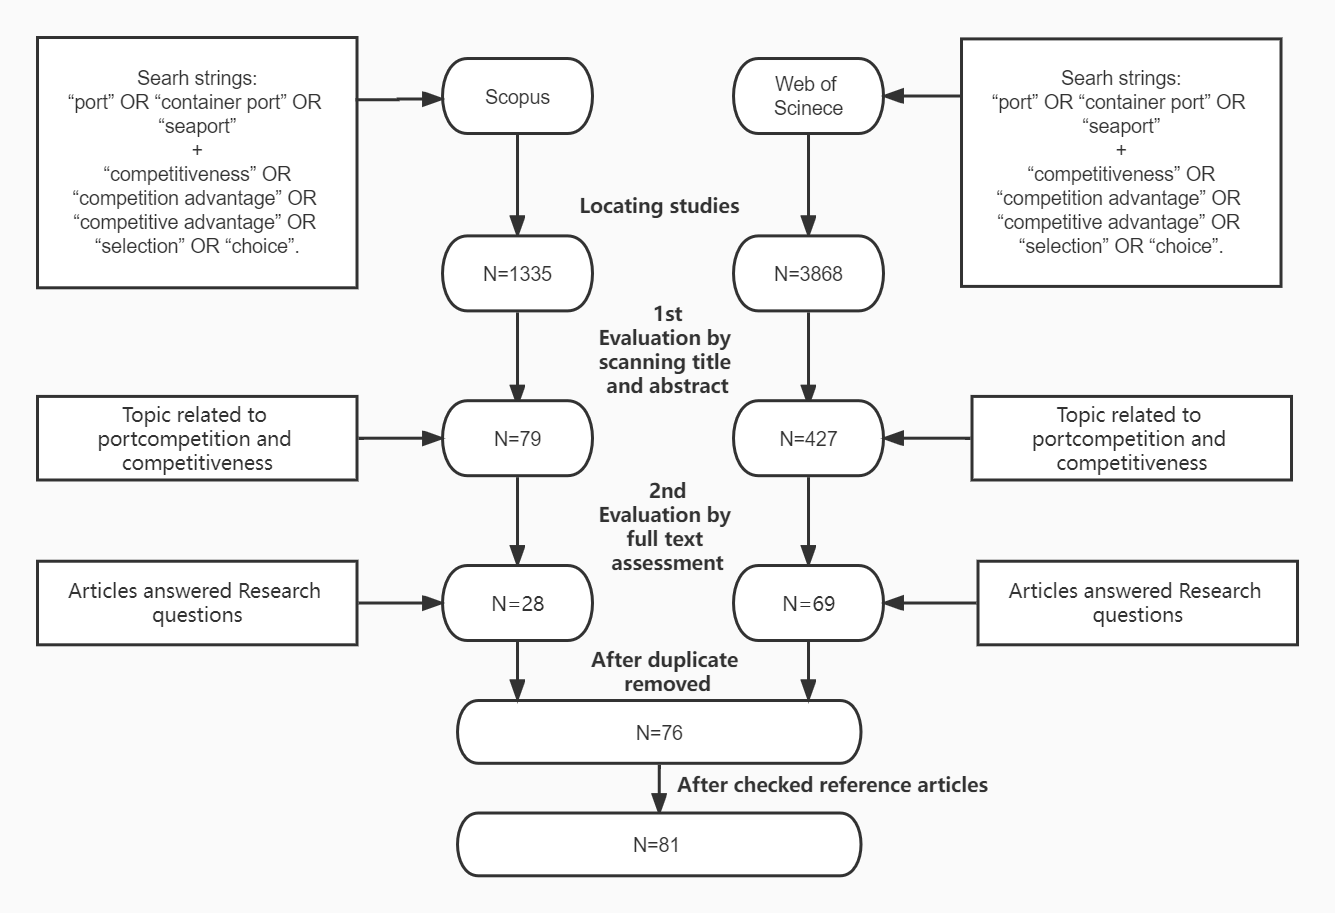 Searh strings:
“port” OR “container port” OR
“seaport”
+
“competitiveness” OR
“competition advantage” OR
“competitive advantage” OR
“selection” OR “choice”.
Scopus
Web of
Scinece
Searh strings:
“port” OR “container port” OR
“seaport”
+
“competitiveness” OR
“competition advantage” OR
“competitive advantage” OR
“selection” OR “choice”.
Locating studies
N=1335
N=3868
1st
Evaluation by
scanning title
and abstract
Topic related to
portcompetition and
competitiveness
N=79
N=427
Topic related to
portcompetition and
competitiveness
2nd
Evaluation by
full text
assessment
Articles answered Research
questions
N=28
N=69
Articles answered Research
questions
After duplicate
removed
N=76
After checked reference articles
N=81